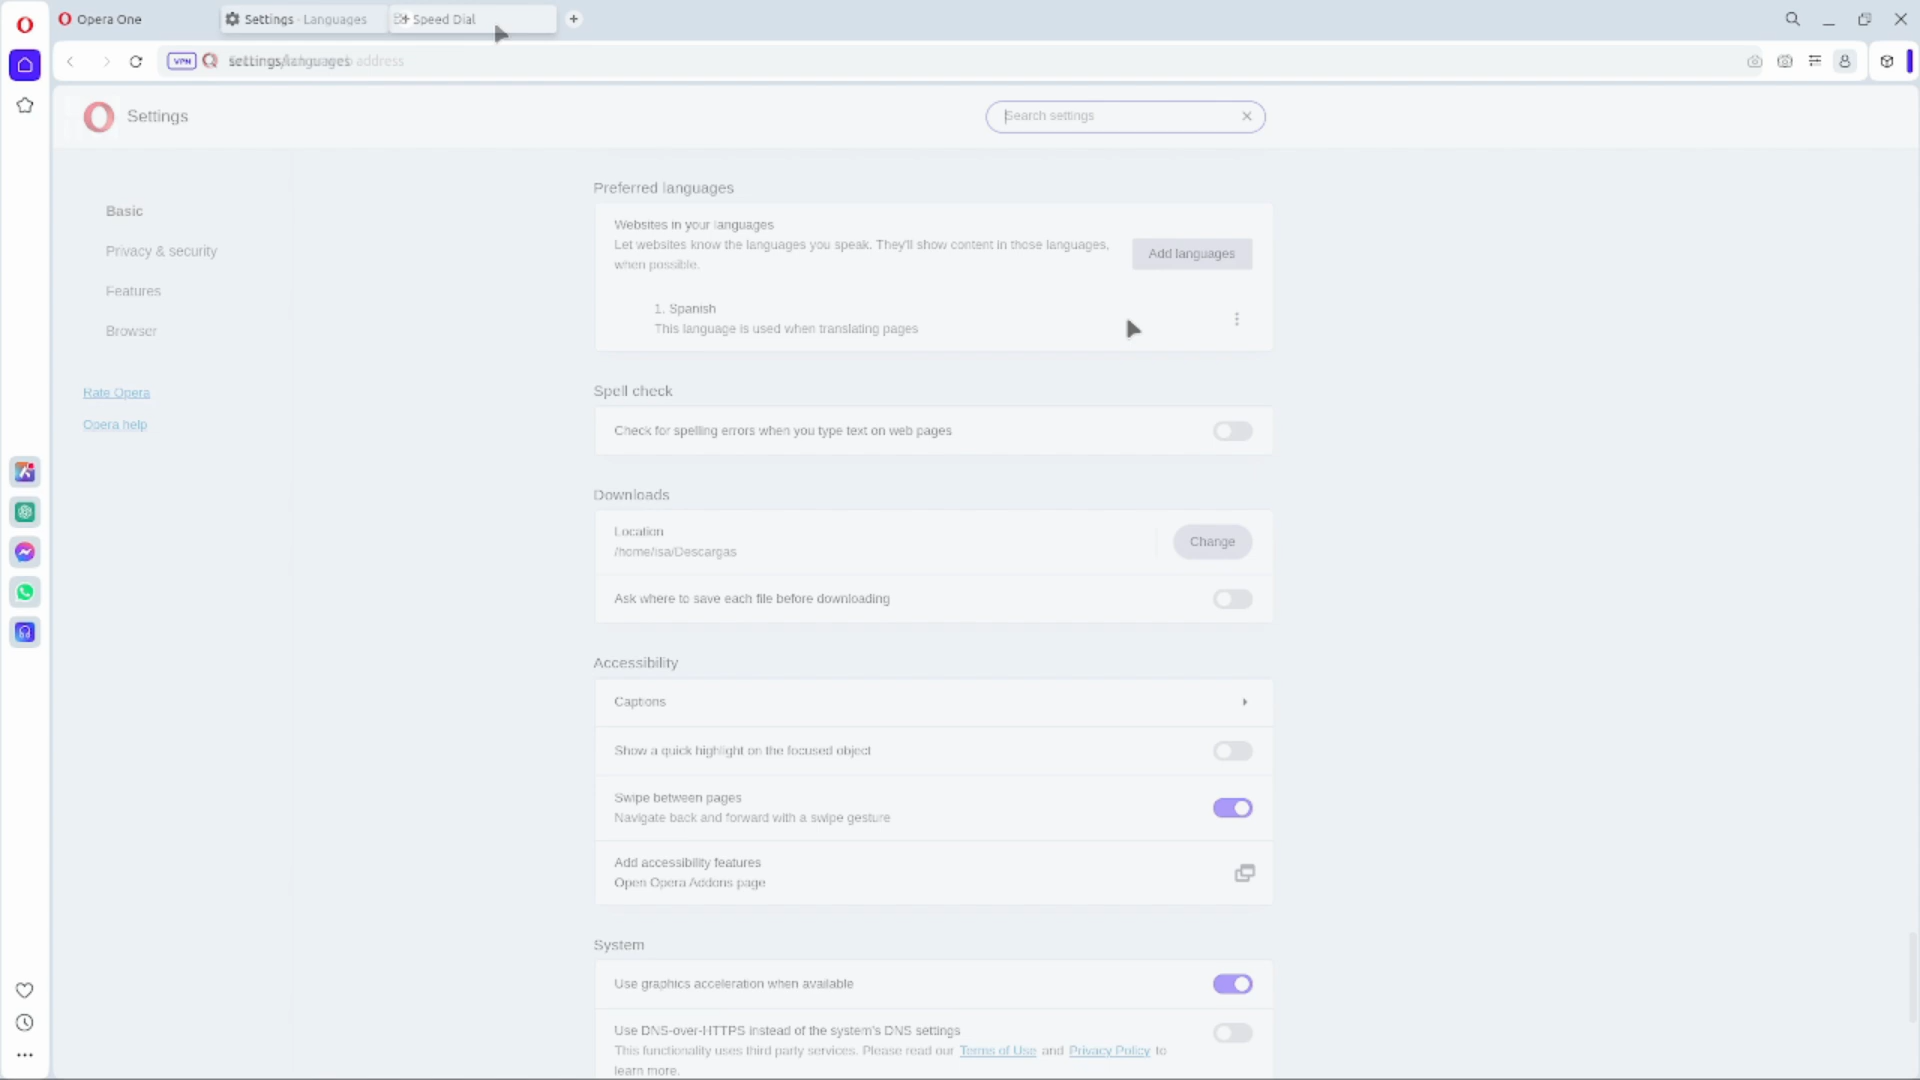 Opera One
Settings - Languages
Speed Dial
VPN
settings/languages
address
Settings
Search settings
Basic
Privacy & security
Features
Browser
Rate Opera
Opera help
Preferred languages
Websites in your languages
Let websites know the languages you speak. They'll show content in those languages,
when possible.
Add languages
1. Spanish
This language is used when translating pages
Spell check
Check for spelling errors when you type text on web pages
Downloads
Location
/home/isa/Descargas
Change
Ask where to save each file before downloading
Accessibility
Captions
Show a quick highlight on the focused object
Swipe between pages
Navigate back and forward with a swipe gesture
Add accessibility features
Open Opera Addons page
System
Use graphics acceleration when available
Use DNS-over-HTTPS instead of the system's DNS settings
This functionality uses third party services. Please read our Terms of Use and Privacy Policy to
learn more.